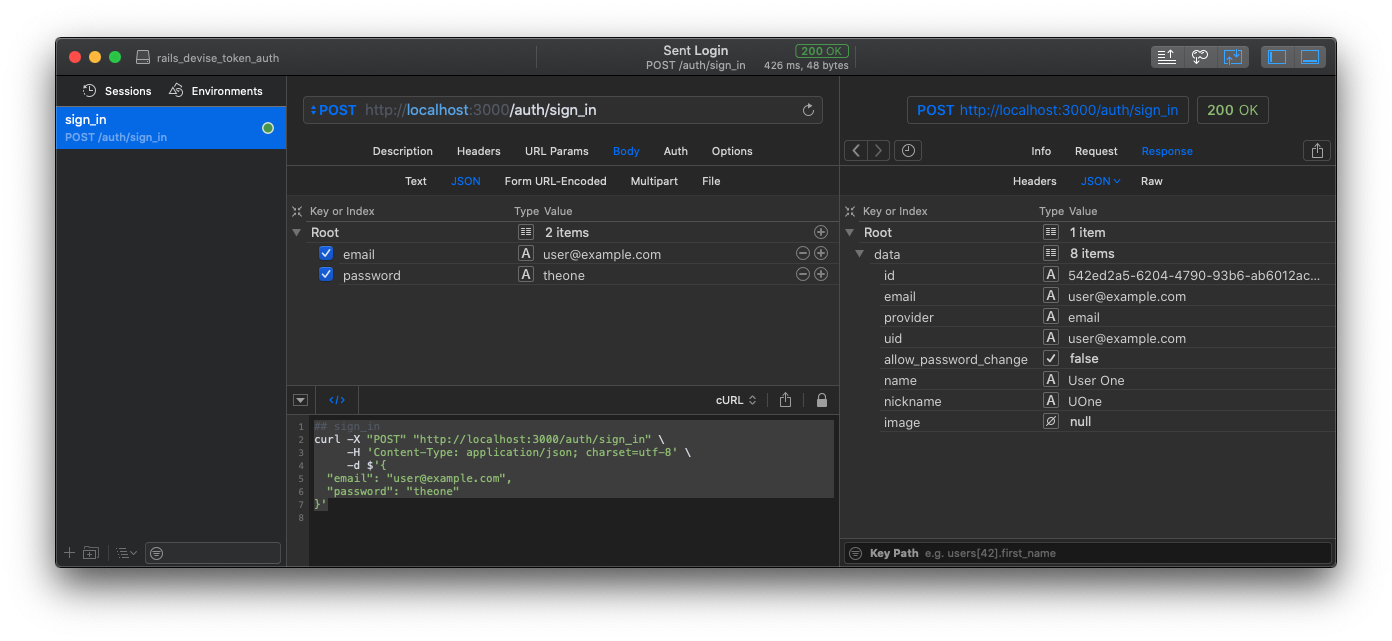 rails_devise_token_auth
Sent Login
200 OK
POST /auth/sign_in
426 ms, 48 bytes
Sessions
Environments
sign_in
POST /auth/sign_in
POST http://localhost:3000/auth/sign_in
Description Headers URL Params Body Auth Options
Text JSON Form URL-Encoded Multipart File
Key or Index Type Value
Root 2 items
email A user@example.com
password A theone
cURL
</>
1 ## sign_in
2 curl -X "POST" "http://localhost:3000/auth/sign_in" \
3 -H 'Content-Type: application/json; charset=utf-8' \
4 -d $'{
5 "email": "user@example.com",
6 "password": "theone"
7 }'
8
POST http://localhost:3000/auth/sign_in
200 OK
Info Request Response
Headers JSON Raw
Key or Index Type Value
Root 1 item
data 8 items
id A 542ed2a5-6204-4790-93b6-ab6012ac...
email A user@example.com
provider A email
uid A user@example.com
allow_password_change false
name A User One
nickname A UOne
image null
Key Path e.g. users[42].first_name